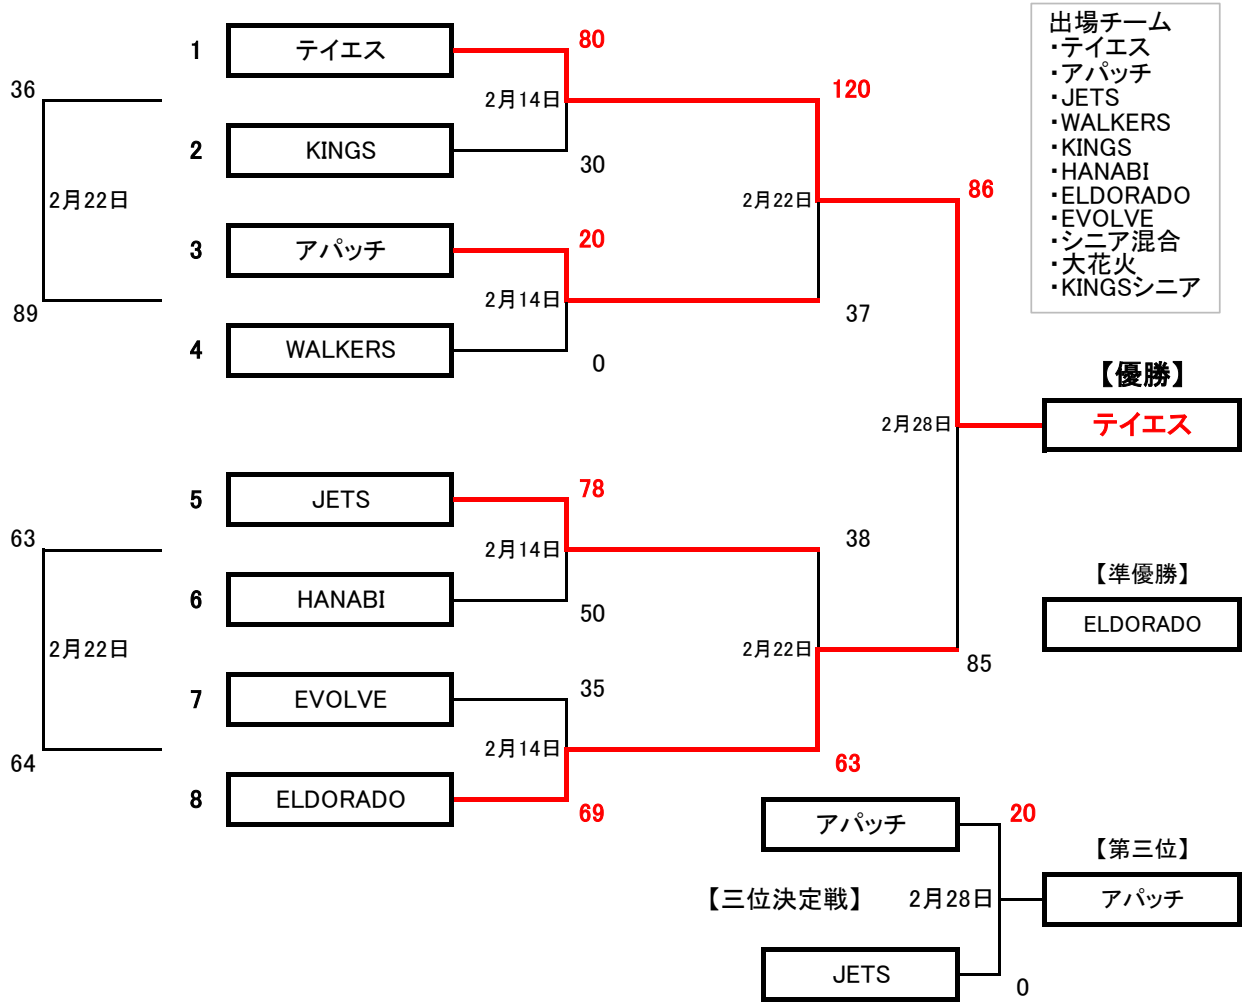 出場チーム
・テイエス
・アパッチ
・JETS
・WALKERS
・KINGS
・HANABI
・ELDORADO
・EVOLVE
・シニア混合
・大花火
・KINGSシニア
1
テイエス
80
36
2月14日
120
2
KINGS
30
2月22日
2月22日
86
3
アパッチ
20
2月14日
89
37
4
WALKERS
0
【優勝】
2月28日
テイエス
5
JETS
78
63
2月14日
38
6
HANABI
50
【準優勝】
ELDORADO
2月22日
2月22日
85
7
EVOLVE
35
2月14日
64
63
8
ELDORADO
69
アパッチ
20
【第三位】
【三位決定戦】
2月28日
アパッチ
JETS
0